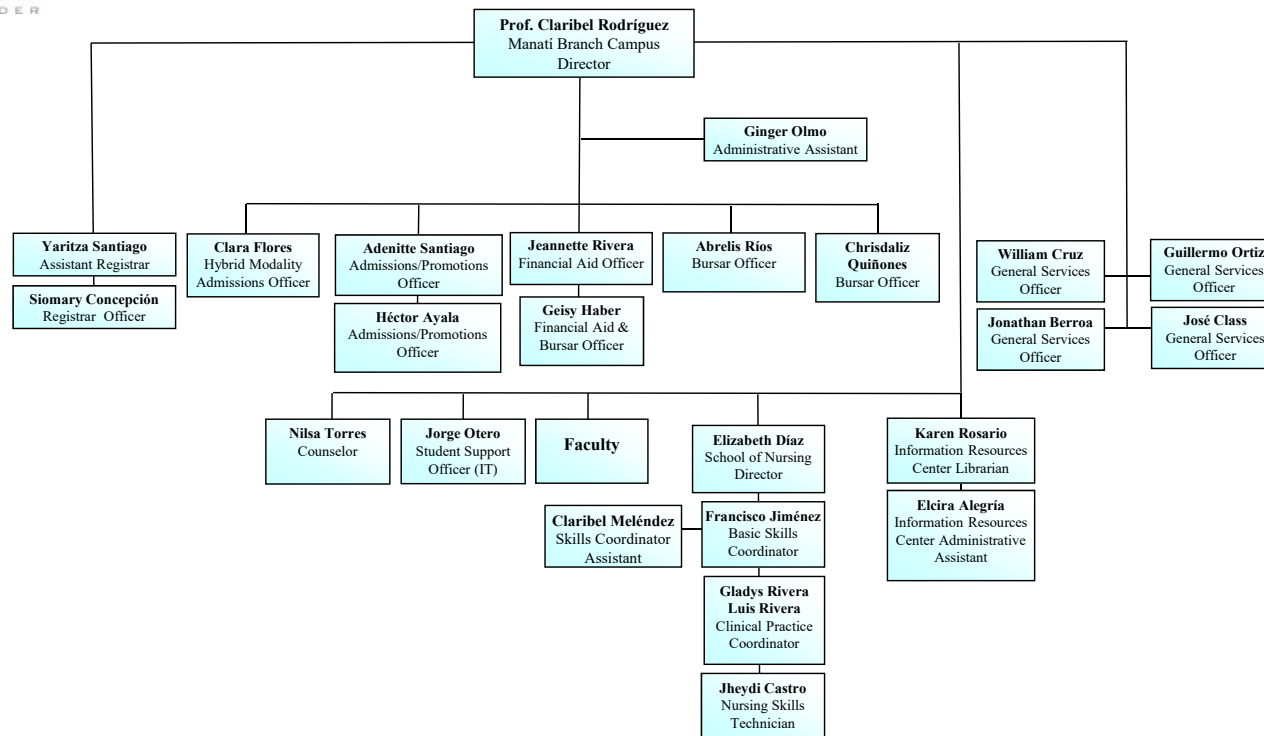 DER
Prof. Claribel Rodríguez
Manatí Branch Campus
Director
Ginger Olmo
Administrative Assistant
Yaritza Santiago
Assistant Registrar
Siomary Concepción
Registrar Officer
Clara Flores
Hybrid Modality
Admissions Officer
Adenitte Santiago
Admissions/Promotions
Officer
Héctor Ayala
Admissions/Promotions
Officer
Jeannette Rivera
Financial Aid Officer
Geisy Haber
Financial Aid &
Bursar Officer
Abrelis Ríos
Bursar Officer
Chrisdaliz
Quiñones
Bursar Officer
William Cruz
General Services
Officer
Guillermo Ortiz
General Services
Officer
Jonathan Berroa
General Services
Officer
José Class
General Services
Officer
Nilsa Torres
Counselor
Jorge Otero
Student Support
Officer (IT)
Faculty
Elizabeth Díaz
School of Nursing
Director
Claribel Meléndez
Skills Coordinator
Assistant
Francisco Jiménez
Basic Skills
Coordinator
Gladys Rivera
Luis Rivera
Clinical Practice
Coordinator
Jheydi Castro
Nursing Skills
Technician
Karen Rosario
Information Resources
Center Librarian
Elcira Alegría
Information Resources
Center Administrative
Assistant